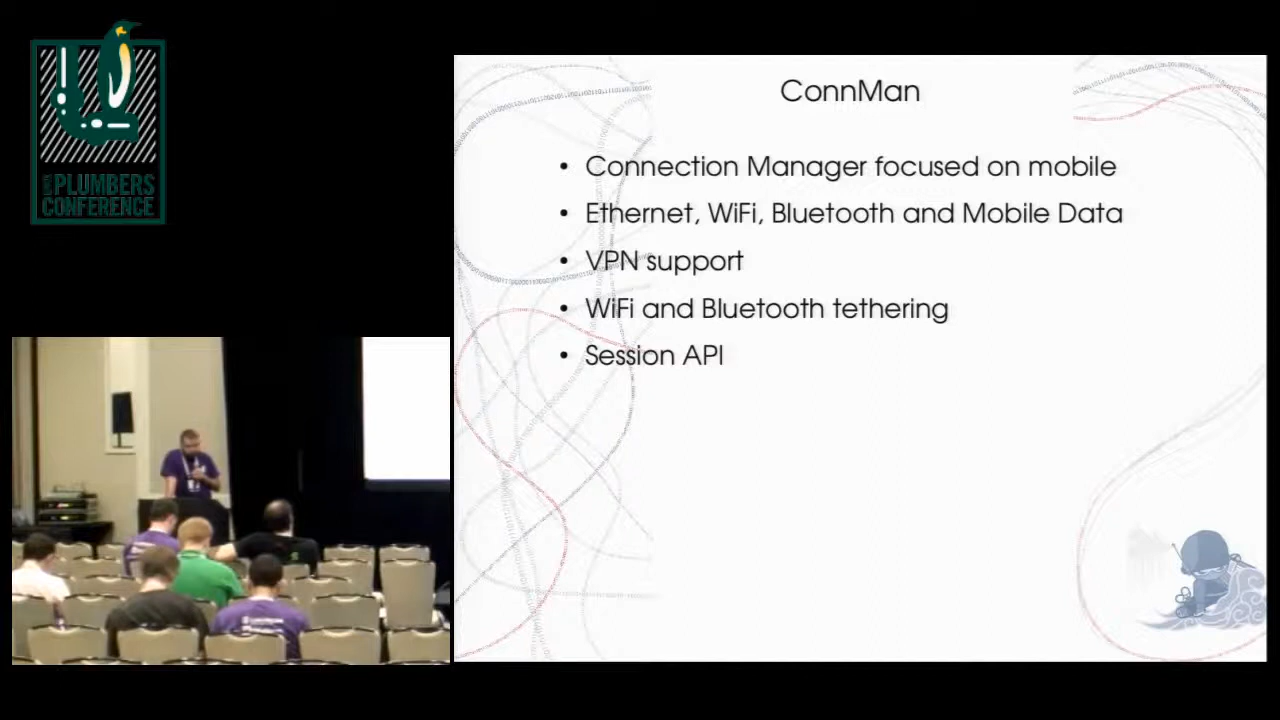 PLUMBERS
CONFERENCE
ConnMan
• Connection Manager focused on mobile
• Ethernet, WiFi, Bluetooth and Mobile Data
• VPN support
• WiFi and Bluetooth tethering
• Session API